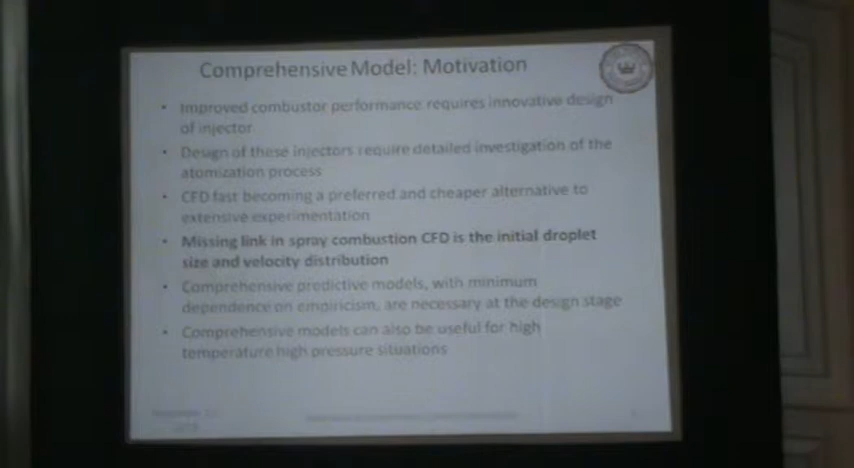 Comprehensive Model: Motivation
• Improved combustor performance requires innovative design
of injector
• Design of these injectors require detailed investigation of the
atomization process
• CFD fast becoming a preferred and cheaper alternative to
extensive experimentation
• Missing link in spray combustion CFD is the initial droplet
size and velocity distribution
• Comprehensive predictive models, with minimum
dependence on empiricism, are necessary at the design stage
• Comprehensive models can also be useful for high
temperature high pressure situations